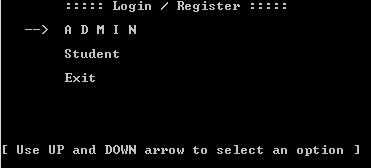 ::::: Login / Register :::::
--> A D M I N
Student
Exit
[ Use UP and DOWN arrow to select an option ]